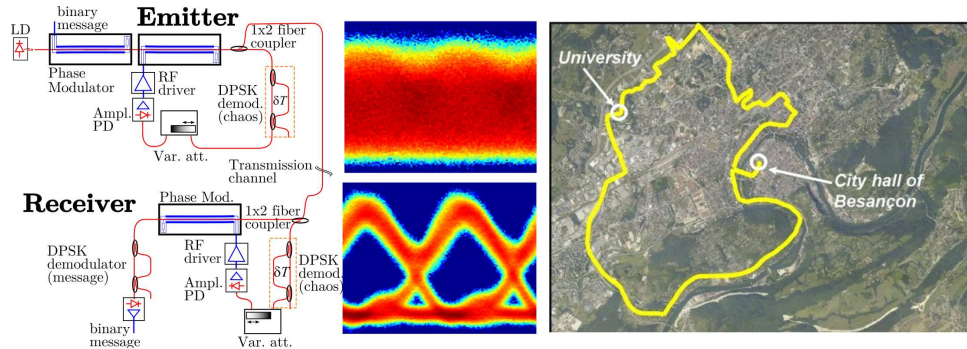 Emitter
binary
message
LD
1x2 fiber
coupler
Phase
Modulator
RF
driver
Ampl.
PD
DPSK
demod.
(chaos)
δT
Var. att.
Transmission
channel
Receiver
Phase Mod.
1x2 fiber
coupler
DPSK
demodulator
(message)
RF
driver
Ampl.
PD
δT
DPSK
demod.
(chaos)
binary
message
Var. att.
University
City hall of
Besançon